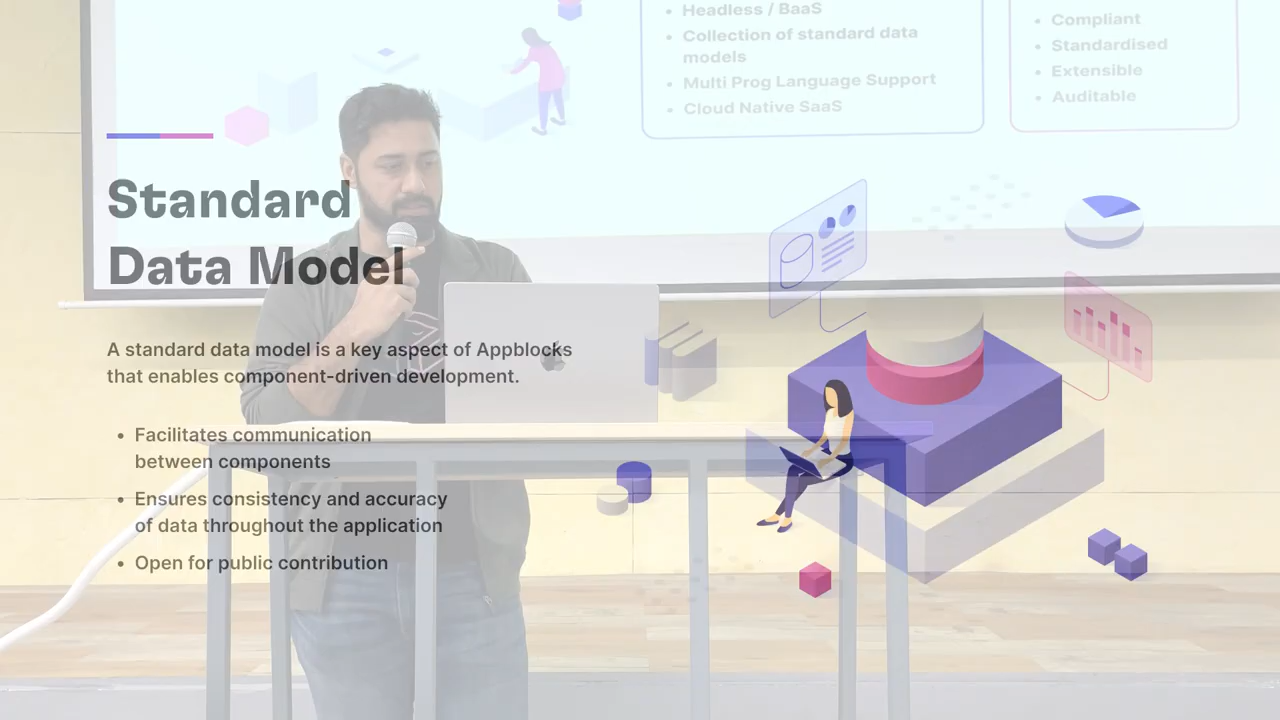 Headless / BaaS
Collection of standard data
models
Multi Prog Language Support
Cloud Native SaaS
Compliant
Standardised
Extensible
Auditable
Standard
Data Model
A standard data model is a key aspect of Appblocks
that enables component-driven development.
Facilitates communication
between components
Ensures consistency and accuracy
of data throughout the application
Open for public contribution